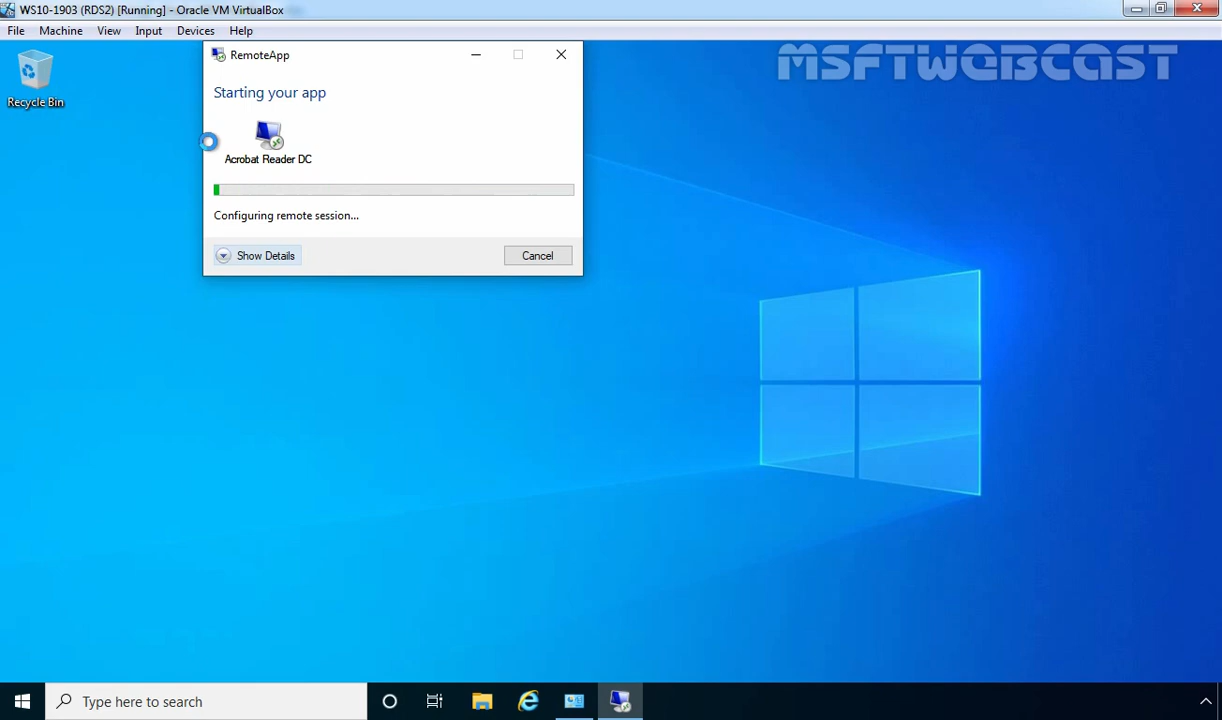 WS10-1903 (RDS2) [Running] - Oracle VM VirtualBox
File Machine View Input Devices Help
MSFTWEBCAST
RemoteApp
Recycle Bin
Starting your app
Acrobat Reader DC
Configuring remote session...
Show Details
Cancel
Type here to search